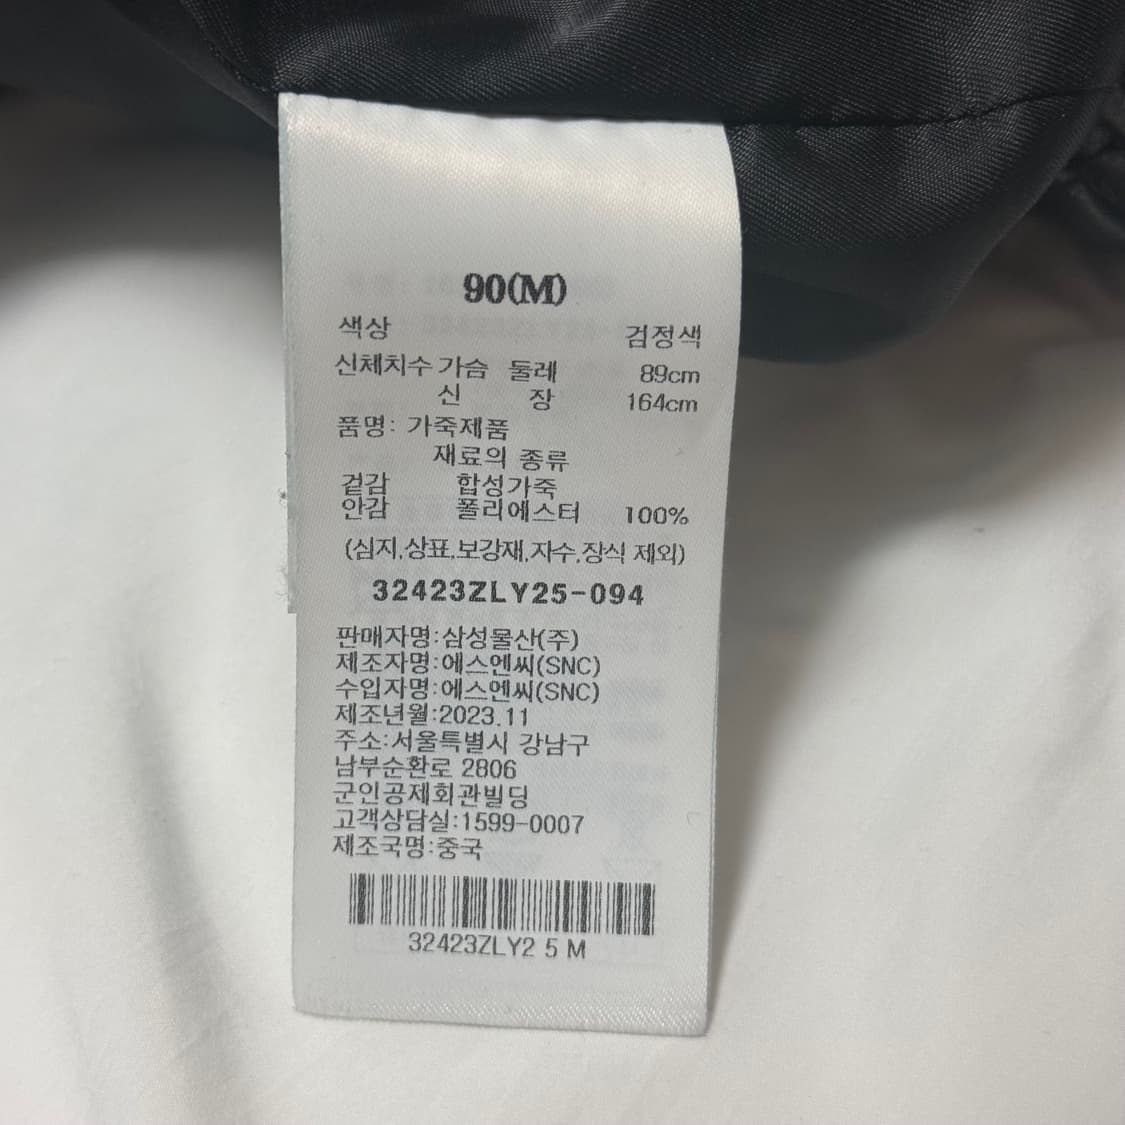 90(M)
색상 검정색
신체치수 가슴 둘레 89cm
신 장 164cm
품명: 가죽제품
재료의 종류
겉감 합성가죽
안감 폴리에스터 100%
(심지,상표,보강재,자수,장식 제외)
32423ZLY25-094
판매자명:삼성물산(주)
제조자명:에스엔씨(SNC)
수입자명:에스엔씨(SNC)
제조년월:2023.11
주소:서울특별시 강남구
남부순환로 2806
군인공제회관빌딩
고객상담실:1599-0007
제조국명:중국
32423ZLY2 5 M